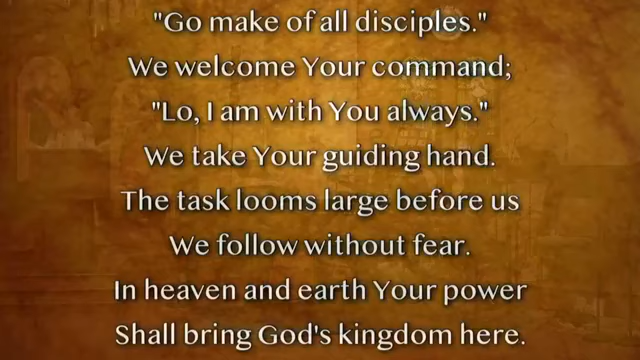 "Go make of all disciples."
We welcome Your command;
"Lo, I am with You always."
We take Your guiding hand.
The task looms large before us
We follow without fear.
In heaven and earth Your power
Shall bring God's kingdom here.